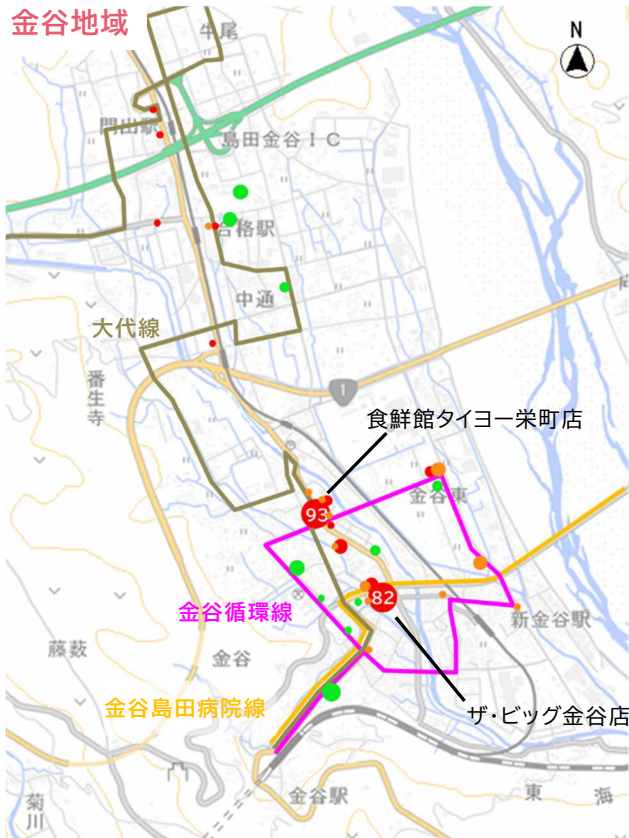 金谷地域
牛尾
N
門出駅
島田金谷IC
合格駅
中通
大代線
番生寺
1
食鮮館タイヨー栄町店
金谷東
93
82
金谷循環線
新金谷駅
藤薮
金谷
金谷島田病院線
ザ・ビッグ金谷店
金谷駅
東海
菊川